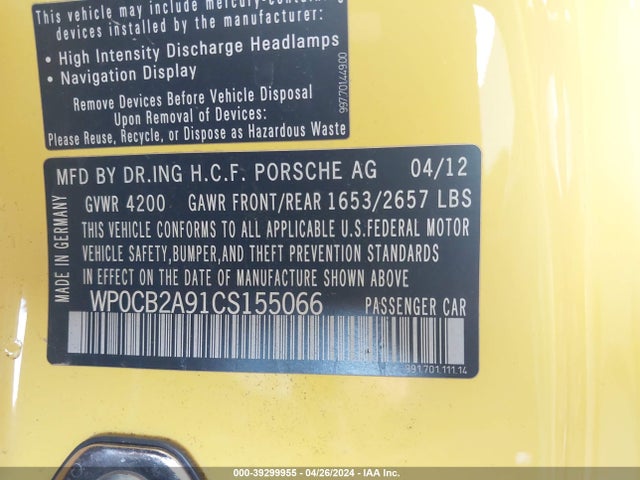 This vehicle may include mercury-containing
devices installed by the manufacturer:
• High Intensity Discharge Headlamps
• Navigation Display
Remove Devices Before Vehicle Disposal
Upon Removal of Devices:
Please Reuse, Recycle, or Dispose as Hazardous Waste
99770144900
MADE IN GERMANY
MFD BY DR.ING H.C.F. PORSCHE AG 04/12
GVWR 4200 GAWR FRONT/REAR 1653/2657 LBS
THIS VEHICLE CONFORMS TO ALL APPLICABLE U.S.FEDERAL MOTOR
VEHICLE SAFETY,BUMPER,AND THEFT PREVENTION STANDARDS
IN EFFECT ON THE DATE OF MANUFACTURE SHOWN ABOVE
WP0CB2A91CS155066 PASSENGER CAR
991.701.111.14
000-39299955 • 04/26/2024 • IAA Inc.